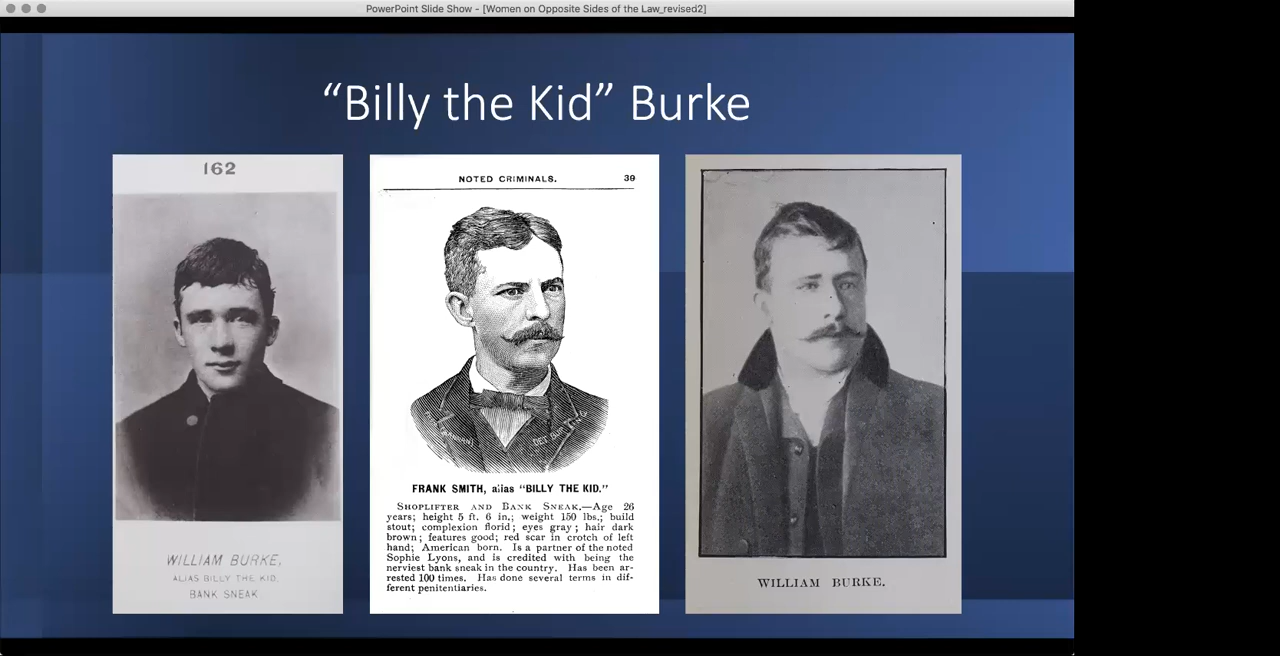 PowerPoint Slide Show - [Women on Opposite Sides of the Law_revised2]
“Billy the Kid” Burke
162
WILLIAM BURKE,
ALIAS BILLY THE KID,
BANK SNEAK
NOTED CRIMINALS. 39
FRANK SMITH, alias “BILLY THE KID.”
SHOPLIFTER AND BANK SNEAK.—Age 26
years; height 5 ft. 6 in.; weight 150 lbs.; build
stout; complexion florid; eyes gray; hair dark
brown; features good; red scar in crotch of left
hand; American born. Is a partner of the noted
Sophie Lyons, and is credited with being the
nerviest bank sneak in the country. Has been ar-
rested 100 times. Has done several terms in dif-
ferent penitentiaries.
WILLIAM BURKE.